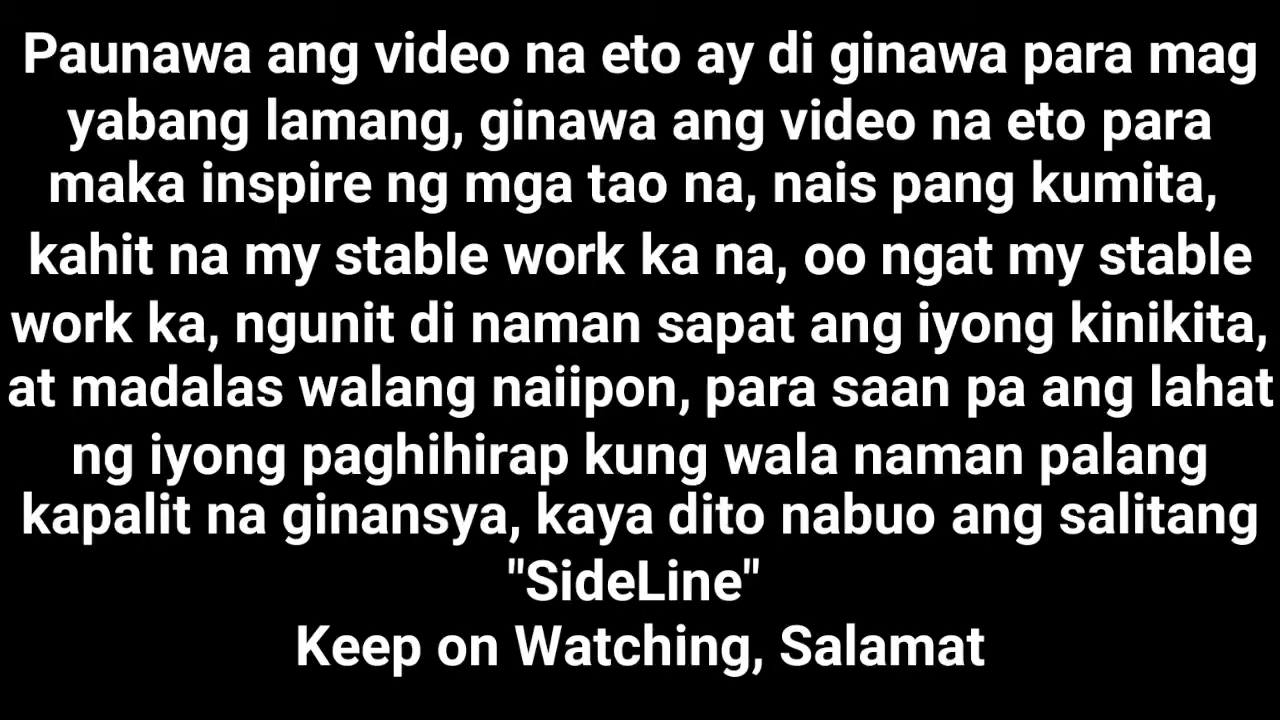 Paunawa ang video na eto ay di ginawa para mag
yabang lamang, ginawa ang video na eto para
maka inspire ng mga tao na, nais pang kumita,
kahit na my stable work ka na, oo ngat my stable
work ka, ngunit di naman sapat ang iyong kinikita,
at madalas walang naiipon, para saan pa ang lahat
ng iyong paghihirap kung wala naman palang
kapalit na ginansya, kaya dito nabuo ang salitang
"SideLine"
Keep on Watching, Salamat